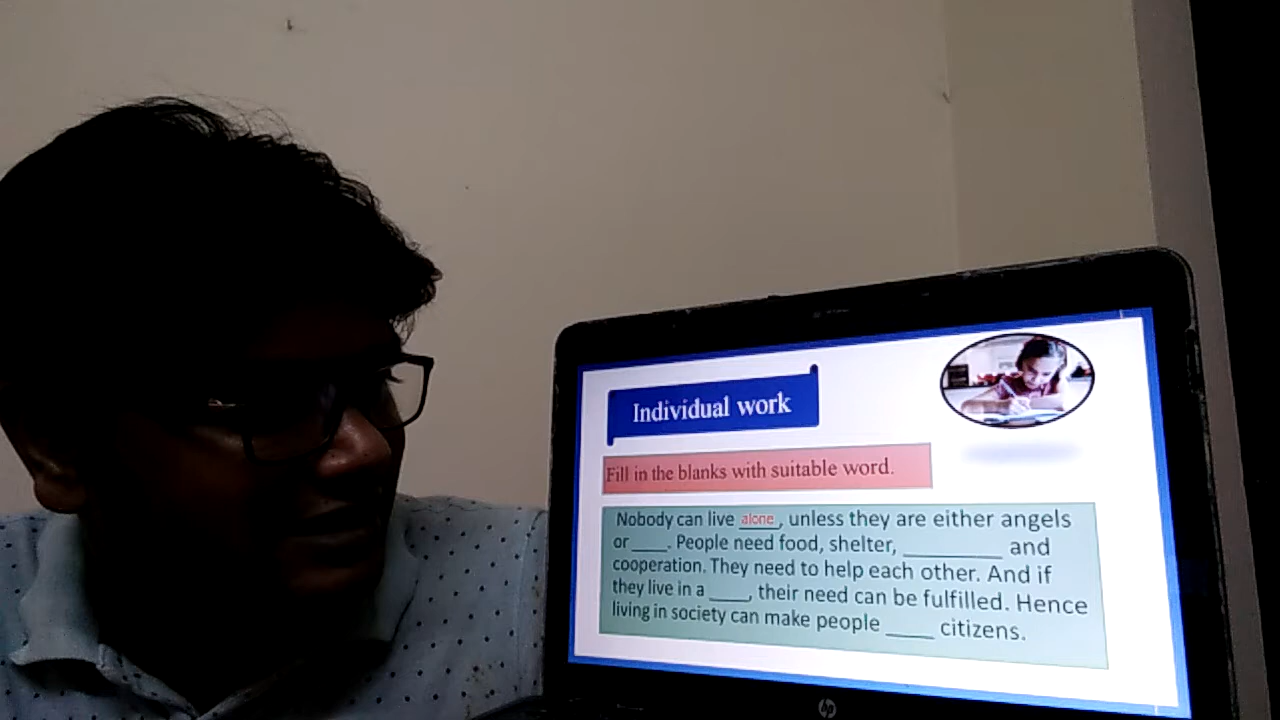 Individual work
Fill in the blanks with suitable word.
Nobody can live alone, unless they are either angels
or ____. People need food, shelter, _________ and
cooperation. They need to help each other. And if
they live in a ____, their need can be fulfilled. Hence
living in society can make people ____ citizens.
hp